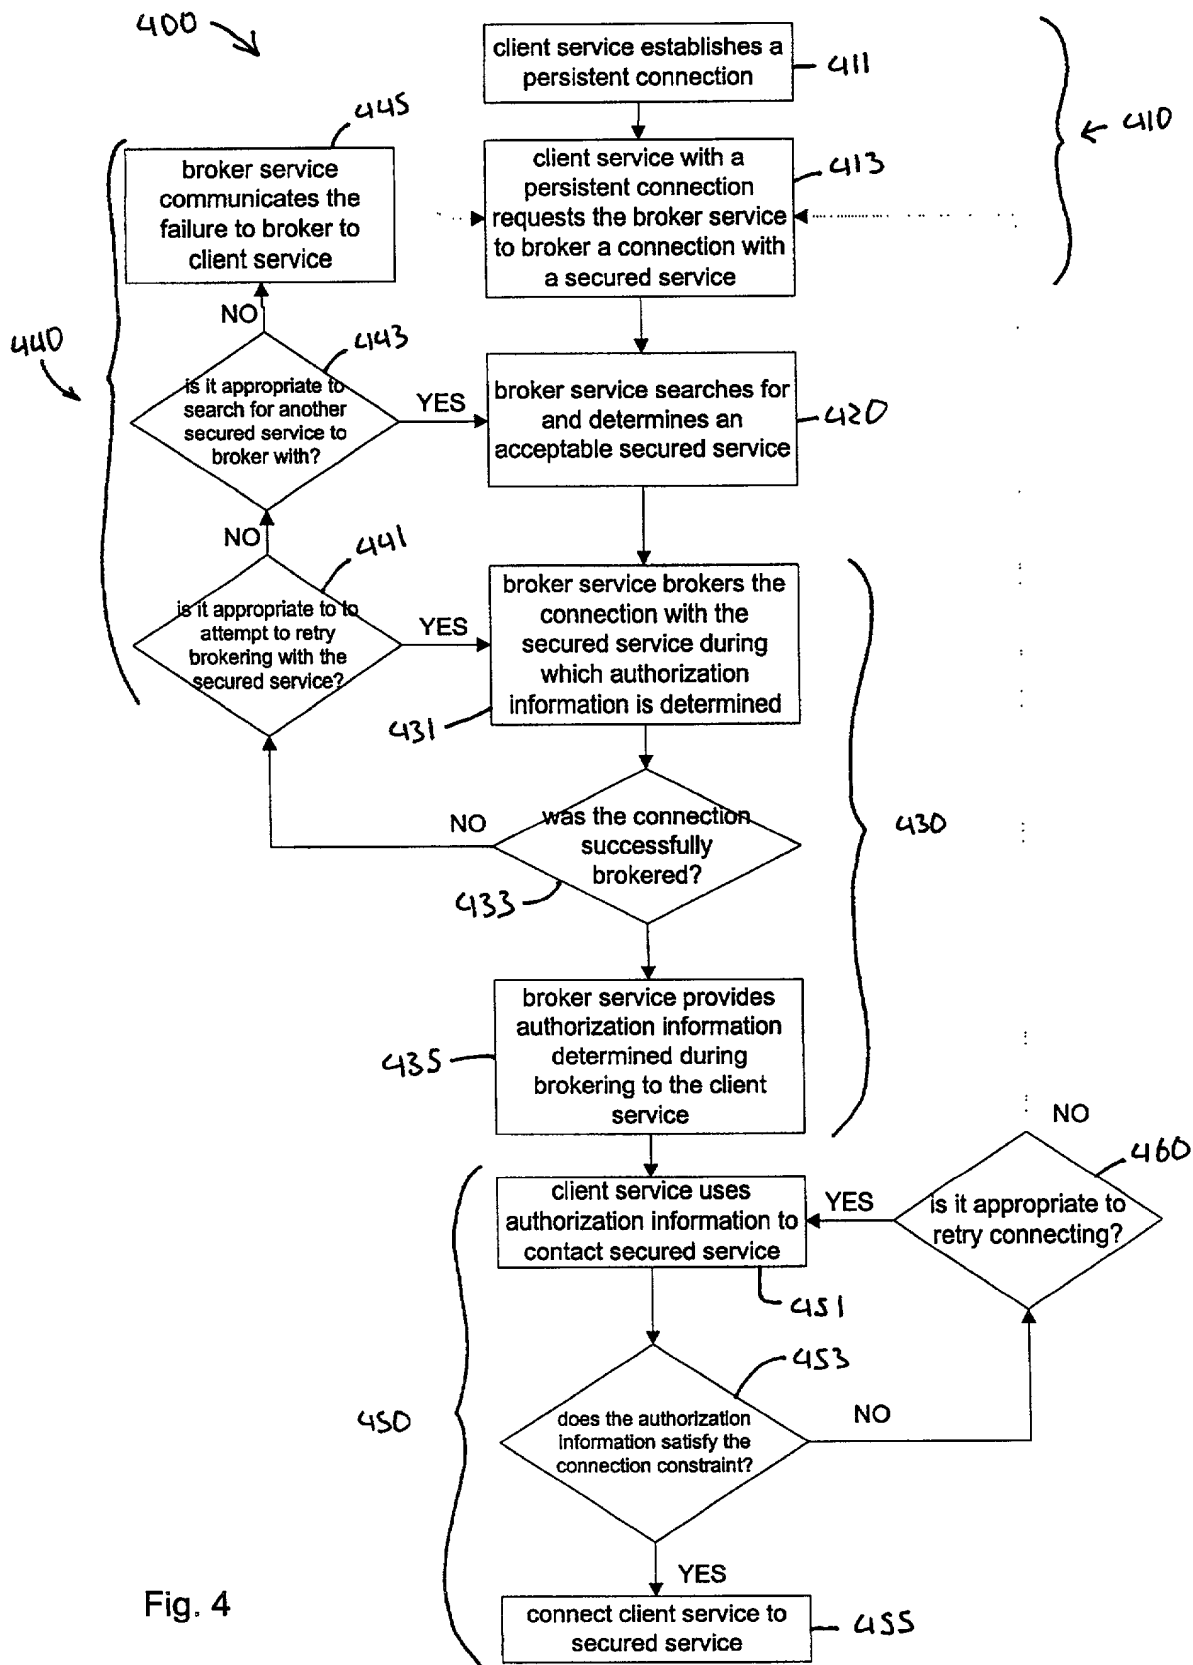 400
client service establishes a
persistent connection
411
410
445
broker service
communicates the
failure to broker to
client service
client service with a
persistent connection
requests the broker service
to broker a connection with
a secured service
413
NO
440
443
is it appropriate to
search for another
secured service to
broker with?
YES
broker service searches for
and determines an
acceptable secured service
420
NO
441
is it appropriate to to
attempt to retry
brokering with the
secured service?
YES
broker service brokers the
connection with the
secured service during
which authorization
information is determined
431
430
NO
was the connection
successfully
brokered?
433
broker service provides
authorization information
determined during
brokering to the client
service
435
NO
460
is it appropriate to
retry connecting?
YES
client service uses
authorization information to
contact secured service
451
453
450
does the authorization
information satisfy the
connection constraint?
NO
YES
connect client service to
secured service
455
Fig. 4